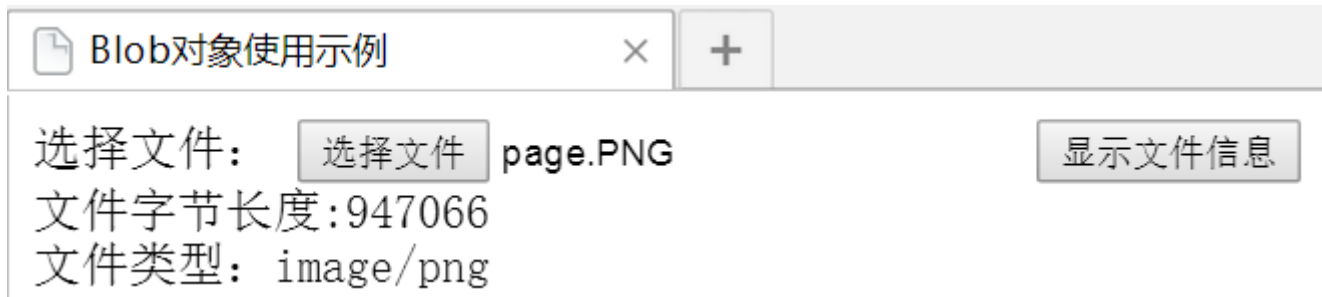 Blob对象使用示例
选择文件： 选择文件 page.PNG 显示文件信息
文件字节长度:947066
文件类型：image/png